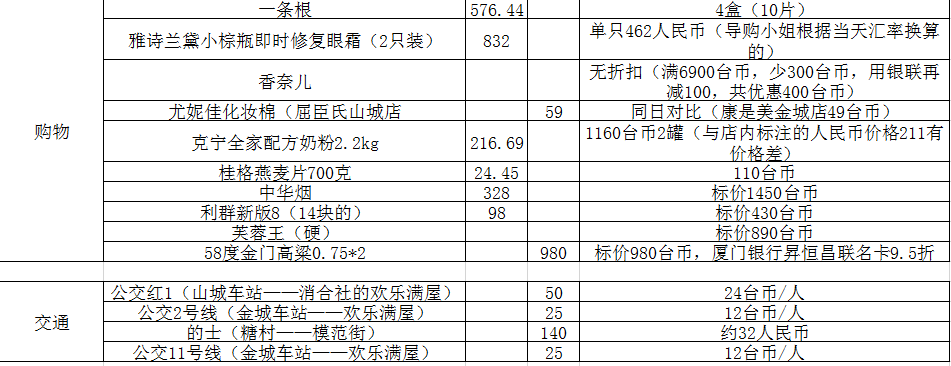 一条根 576.44 4盒（10片）
雅诗兰黛小棕瓶即时修复眼霜（2只装） 832 单只462人民币（导购小姐根据当天汇率换算
的）
香奈儿 无折扣（满6900台币，少300台币，用银联再
减100，共优惠400台币）
尤妮佳化妆棉（屈臣氏山城店 59 同日对比（康是美金城店49台币）
购物
克宁全家配方奶粉2.2kg 216.69 1160台币2罐（与店内标注的人民币价格211有
价格差）
桂格燕麦片700克 24.45 110台币
中华烟 328 标价1450台币
利群新版8（14块的） 98 标价430台币
芙蓉王（硬） 标价890台币
58度金门高粱0.75*2 980 标价980台币，厦门银行昇恒昌联名卡9.5折
公交红1（山城车站——消合社的欢乐满屋） 50 24台币/人
公交2号线（金城车站——欢乐满屋） 25 12台币/人
交通
的士（糖村——模范街） 140 约32人民币
公交11号线（金城车站——欢乐满屋） 25 12台币/人